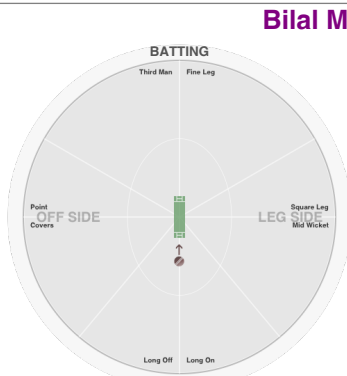 Bilal M
BATTING
Third Man Fine Leg
Point Square Leg
OFF SIDE LEG SIDE
Covers Mid Wicket
Long Off Long On